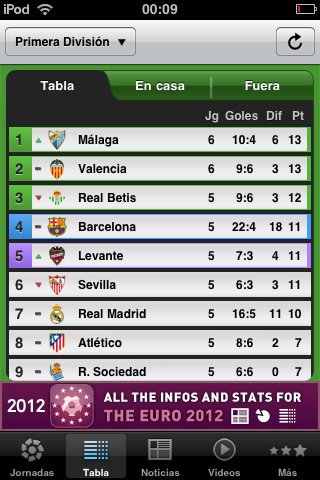 iPod 00:09
Primera División ▼
Tabla En casa Fuera
Jg Goles Dif Pt
1 Málaga 6 10:4 6 13
2 Valencia 6 9:6 3 13
3 Real Betis 6 9:6 3 12
4 Barcelona 5 22:4 18 11
5 Levante 5 7:3 4 11
6 Sevilla 5 6:3 3 11
7 Real Madrid 5 16:5 11 10
8 Atlético 5 8:6 2 7
9 R. Sociedad 5 6:6 0 7
2012 ALL THE INFOS AND STATS FOR
THE EURO 2012
Jornadas Tabla Noticias Videos Más